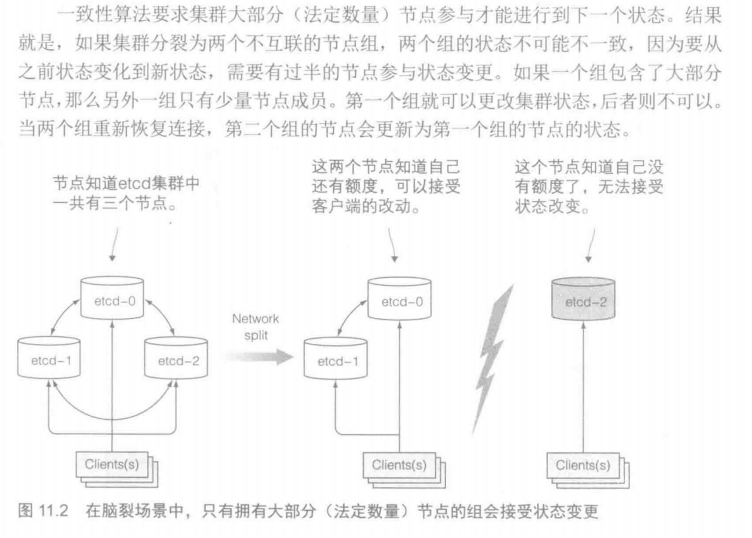 一致性算法要求集群大部分（法定数量）节点参与才能进行到下一个状态。结果
就是，如果集群分裂为两个不互联的节点组，两个组的状态不可能不一致，因为要从
之前状态变化到新状态，需要有过半的节点参与状态变更。如果一个组包含了大部分
节点，那么另外一组只有少量节点成员。第一个组就可以更改集群状态，后者则不可以。
当两个组重新恢复连接，第二个组的节点会更新为第一个组的节点的状态。
节点知道etcd集群中
一共有三个节点。
这两个节点知道自己
还有额度，可以接受
客户端的改动。
这个节点知道自己没
有额度了，无法接受
状态改变。
etcd-0
etcd-1
etcd-2
Clients(s)
Network
split
etcd-0
etcd-1
Clients(s)
etcd-2
Clients(s)
图 11.2 在脑裂场景中，只有拥有大部分（法定数量）节点的组会接受状态变更